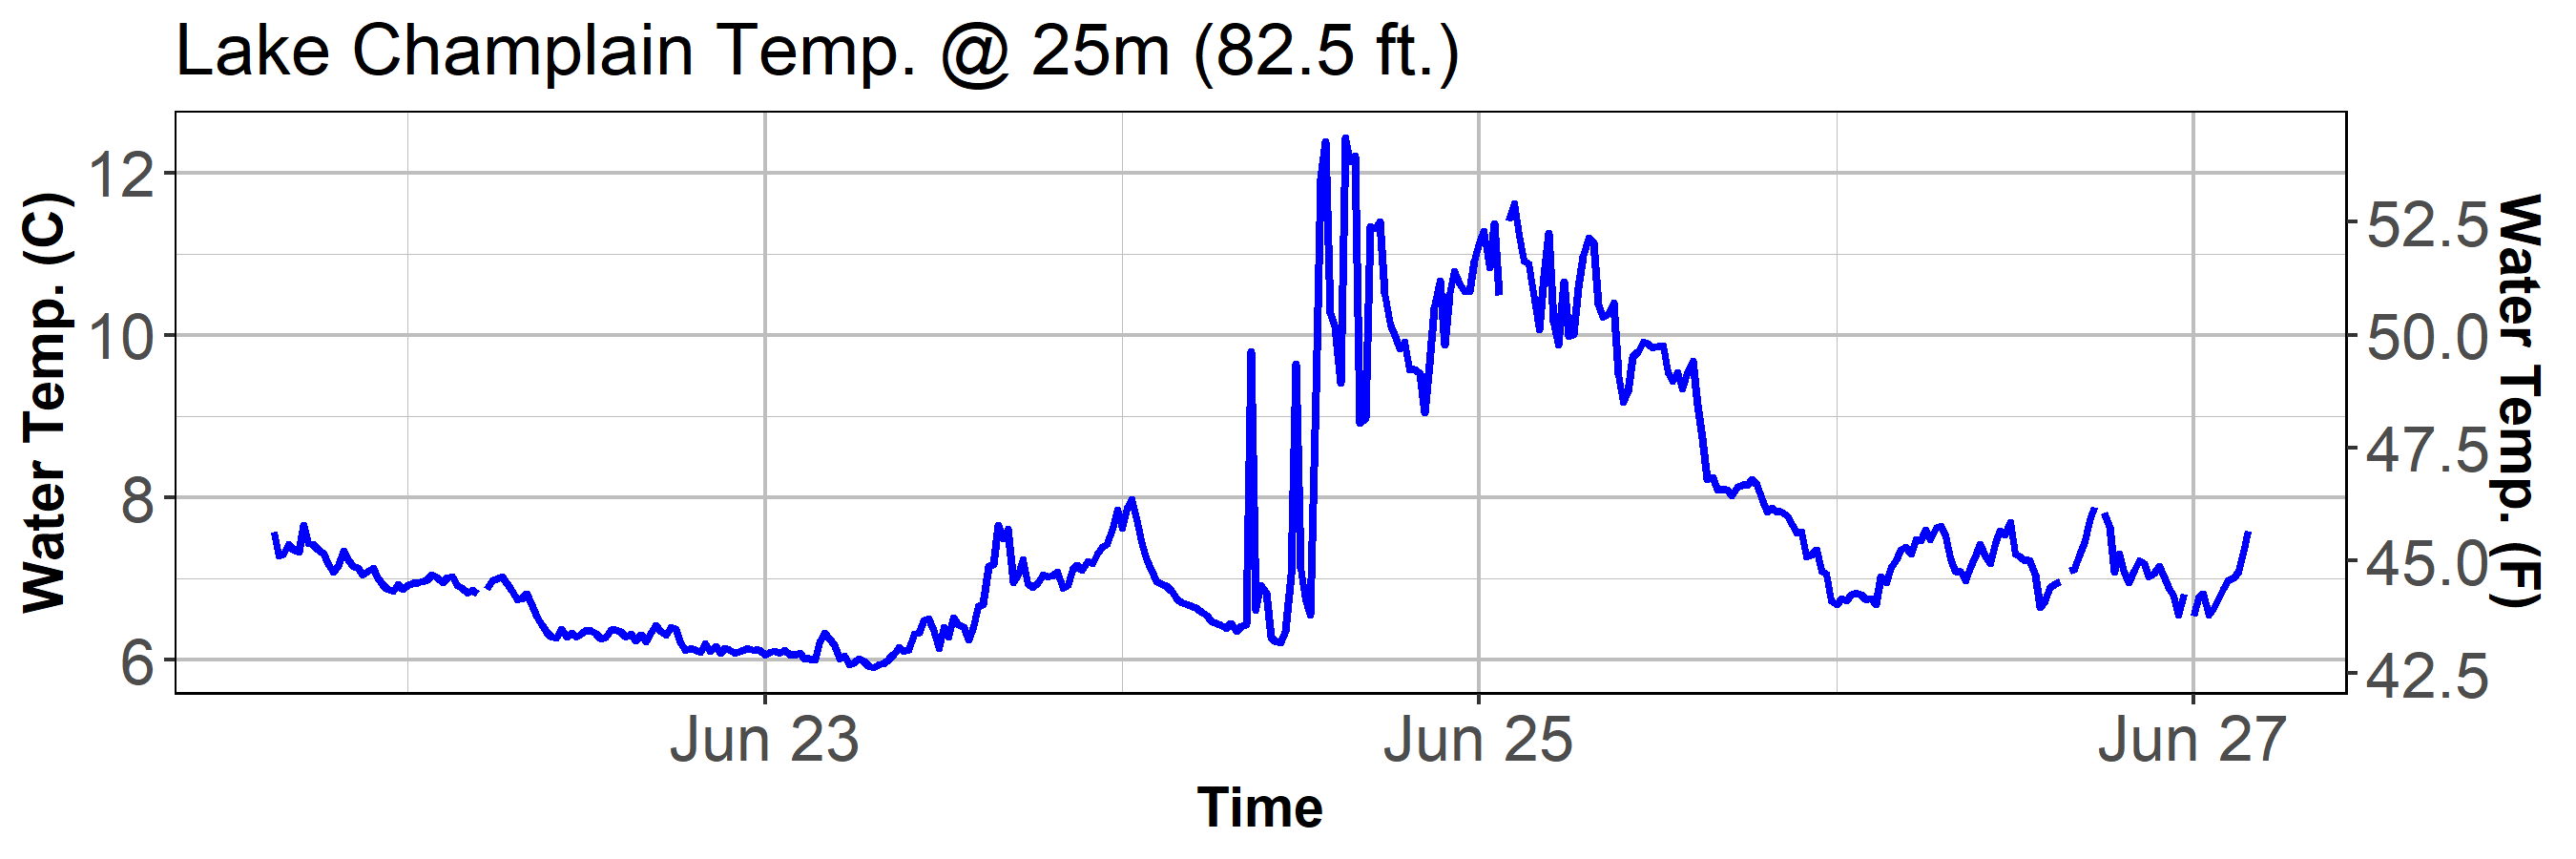 Lake Champlain Temp. @ 25m (82.5 ft.)
Water Temp. (C)
12
10
8
6
52.5
50.0
47.5
45.0
42.5
Water Temp. (F)
Jun 23
Jun 25
Jun 27
Time